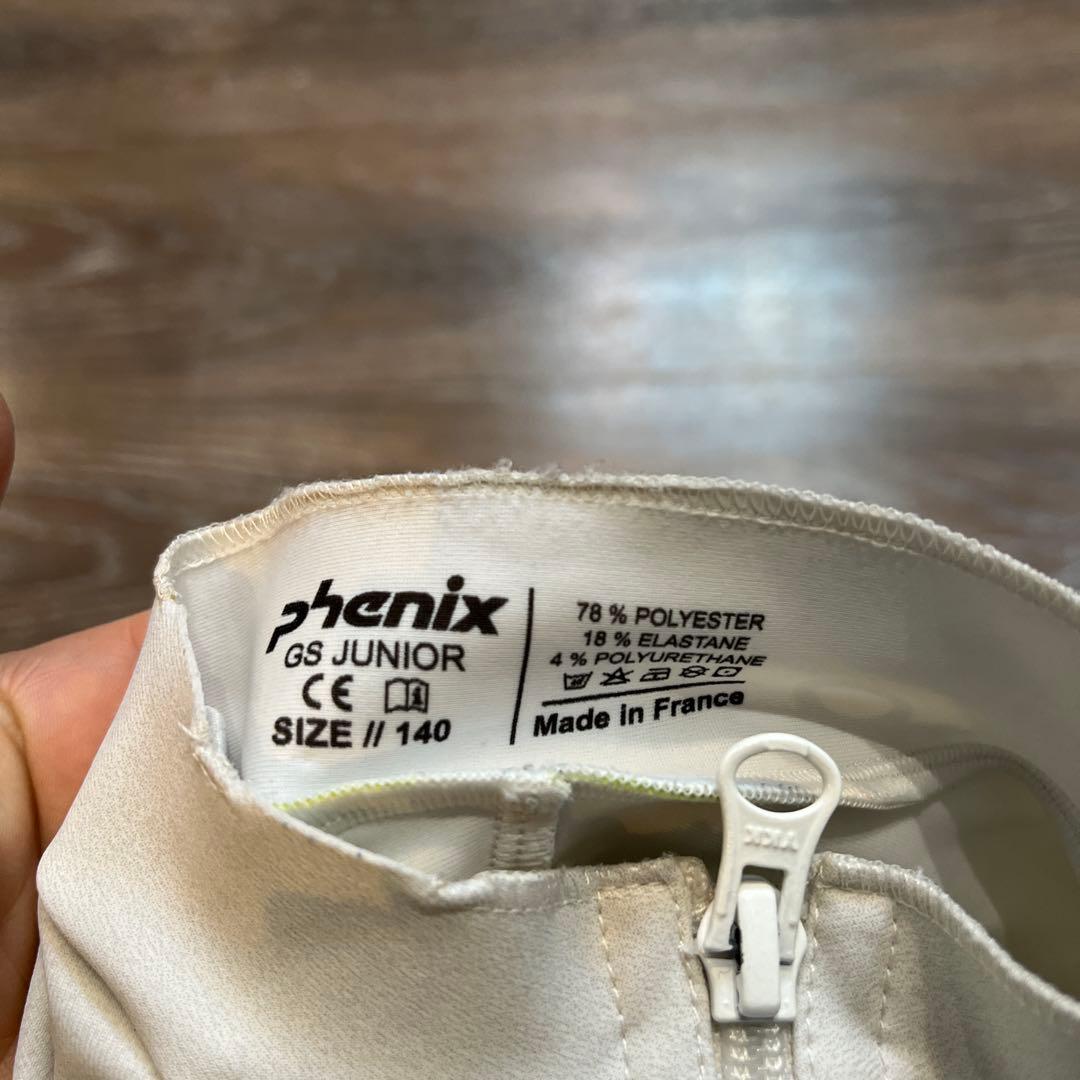 phenix
GS JUNIOR
CE
SIZE // 140
78 % POLYESTER
18 % ELASTANE
4 % POLYURETHANE
Made in France
YKK